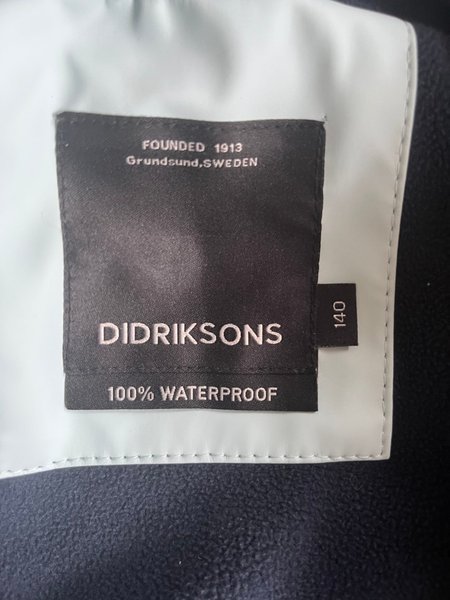 FOUNDED 1913
Grundsund,SWEDEN
DIDRIKSONS
140
100% WATERPROOF